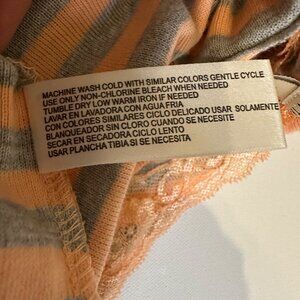 MACHINE WASH COLD WITH SIMILAR COLORS GENTLE CYCLE
USE ONLY NON-CHLORINE BLEACH WHEN NEEDED
TUMBLE DRY LOW WARM IRON IF NEEDED
LAVAR EN LAVADORA CON AGUA FRIA
CON COLORES SIMILARES CICLO DELICADO USAR SOLAMENTE
BLANQUEADOR SIN CLORO CUANDO SE NECESITE
SECAR EN SECADORA CICLO LENTO
USAR PLANCHA TIBIA SI SE NECESITE